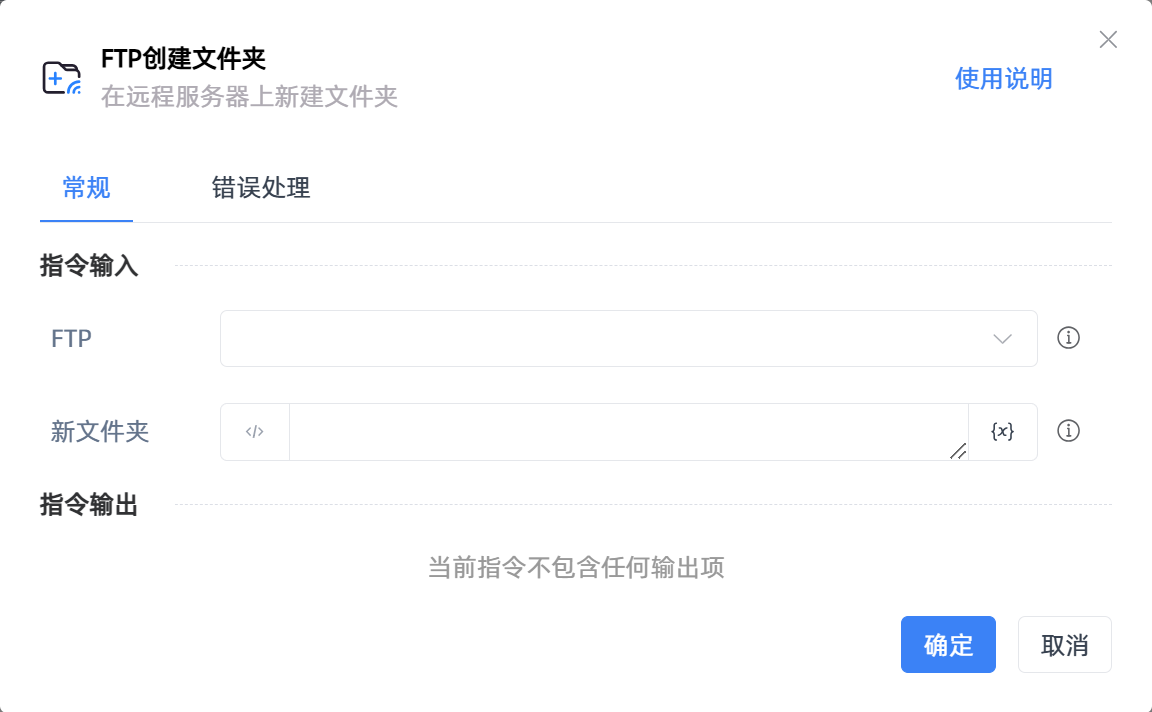 FTP创建文件夹
在远程服务器上新建文件夹
使用说明
常规
错误处理
指令输入
FTP
新文件夹
</>
{x}
指令输出
当前指令不包含任何输出项
确定
取消